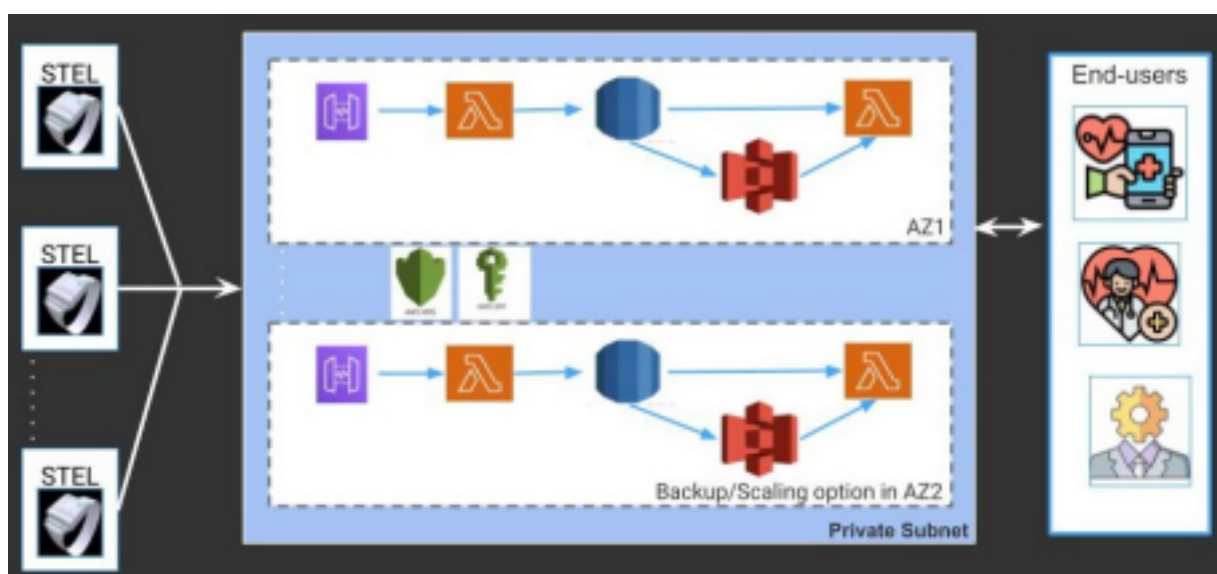 STEL
STEL
STEL
AZ1
Backup/Scaling option in AZ2
Private Subnet
End-users